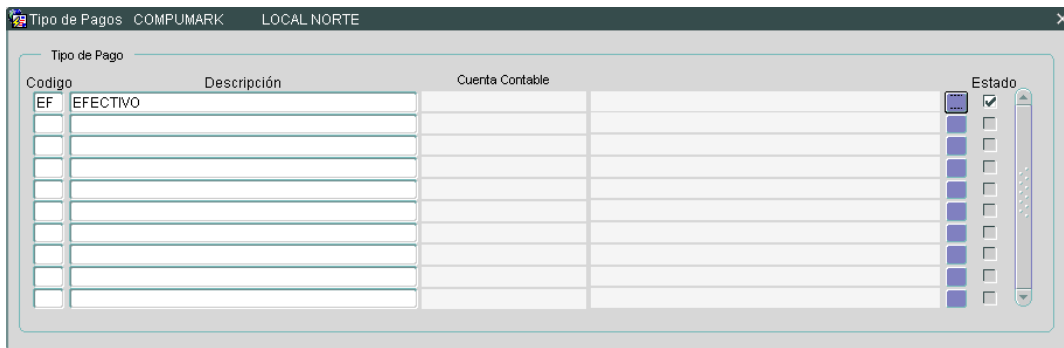 Tipo de Pagos COMPUMARK LOCAL NORTE
Tipo de Pago
Codigo Descripción Cuenta Contable Estado
EF EFECTIVO